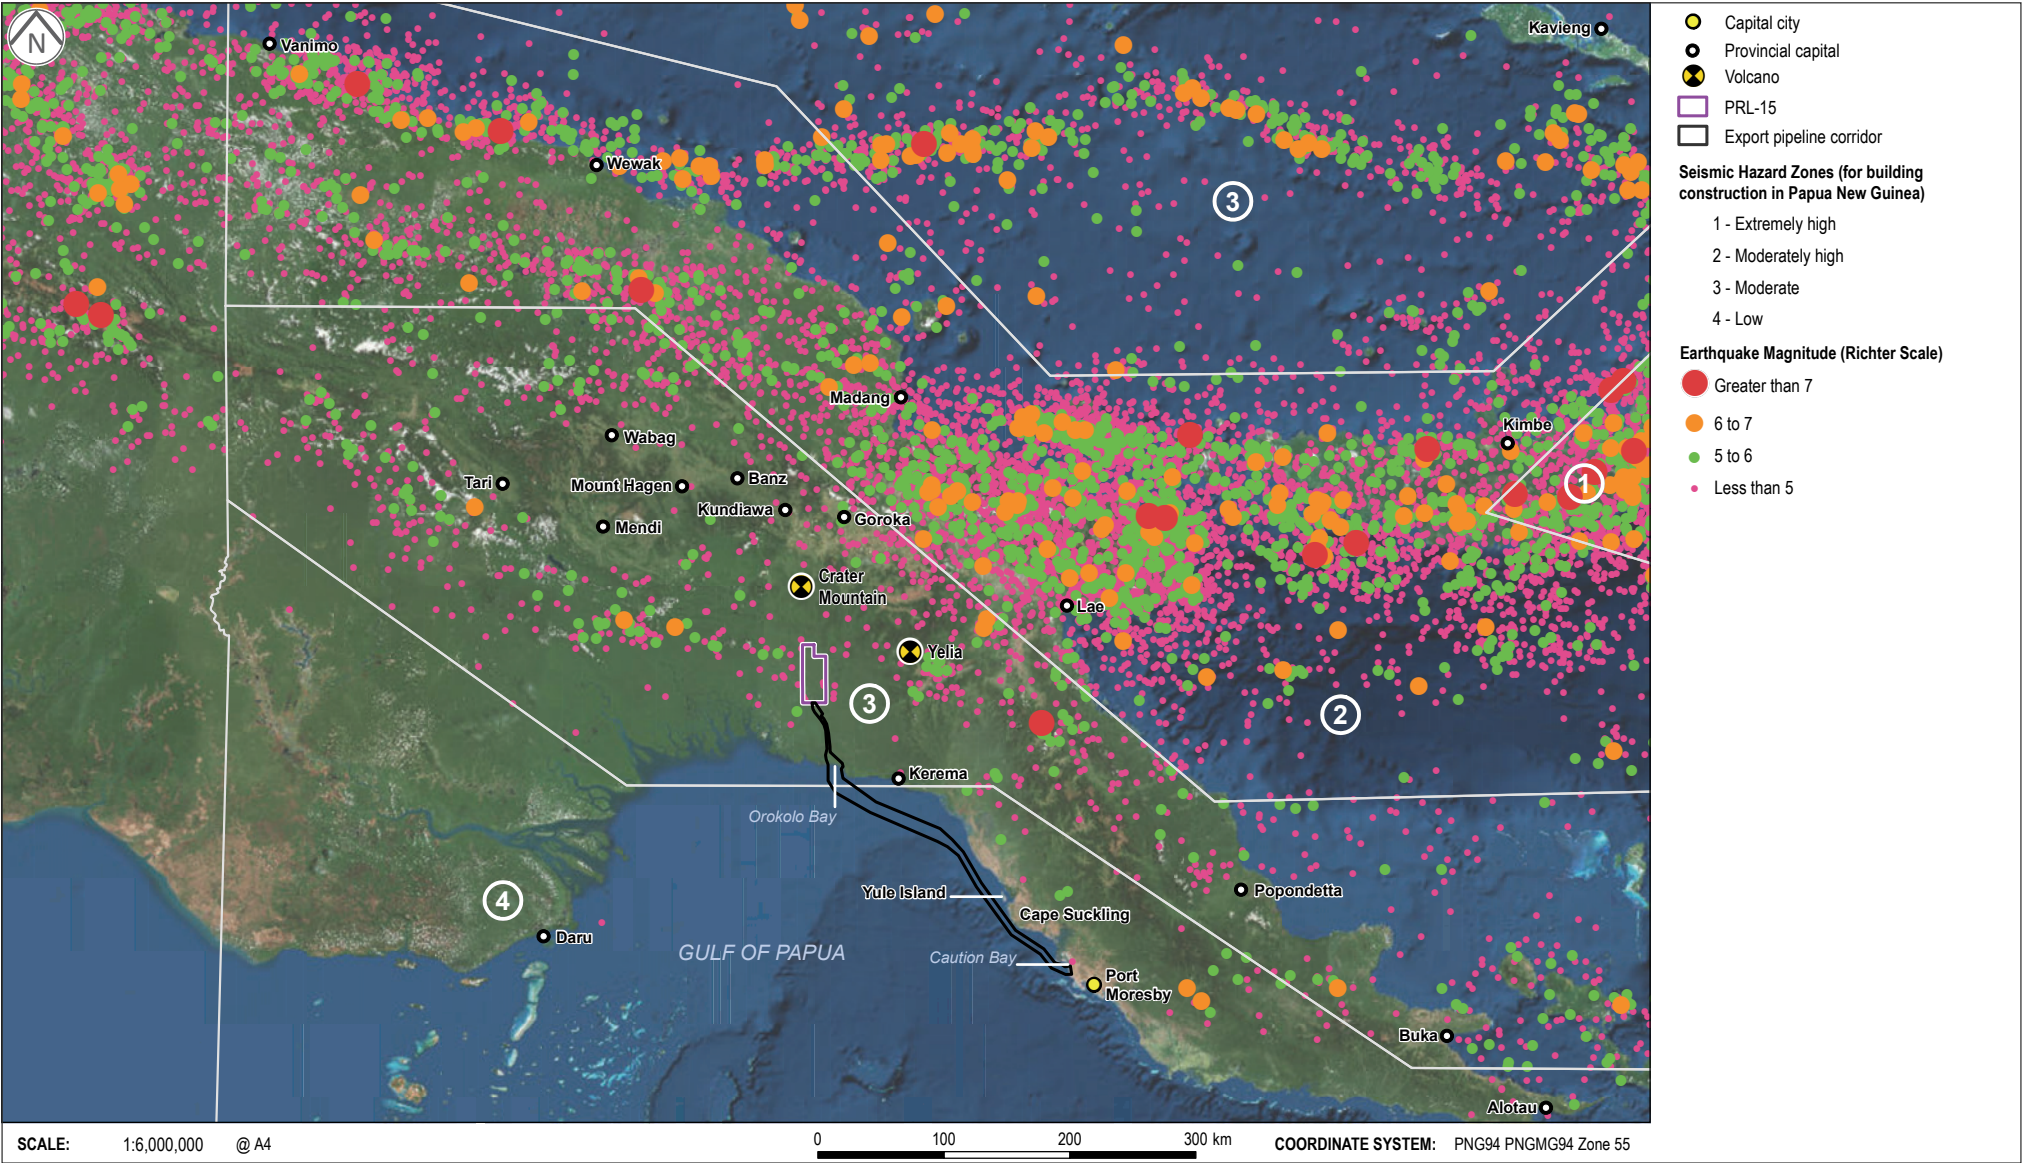 N
Vanimo
Kavieng
Wewak
3
Madang
Kimbe
Wabag
1
Tari
Mount Hagen
Banz
Kundiawa
Goroka
Mendi
Crater
Mountain
Lae
Yelia
3
2
Kerema
Orokolo Bay
4
Yule Island
Popondetta
Cape Suckling
Daru
GULF OF PAPUA
Caution Bay
Port
Moresby
Buka
Alotau
Capital city
Provincial capital
Volcano
PRL-15
Export pipeline corridor
Seismic Hazard Zones (for building
construction in Papua New Guinea)
1 - Extremely high
2 - Moderately high
3 - Moderate
4 - Low
Earthquake Magnitude (Richter Scale)
Greater than 7
6 to 7
5 to 6
Less than 5
SCALE: 1:6,000,000 @ A4
0 100 200 300 km
COORDINATE SYSTEM: PNG94 PNGMG94 Zone 55